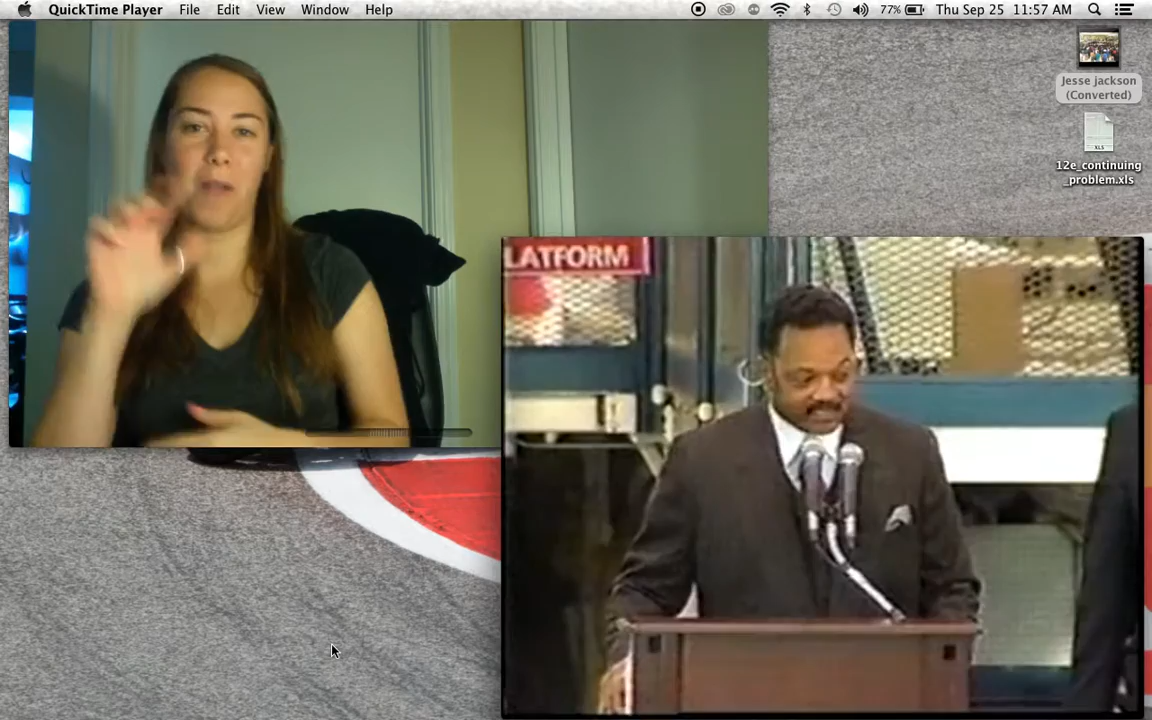 QuickTime Player File Edit View Window Help 77% Thu Sep 25 11:57 AM
Jesse jackson
(Converted)
XLS
12e_continuing
_problem.xls
LATFORM